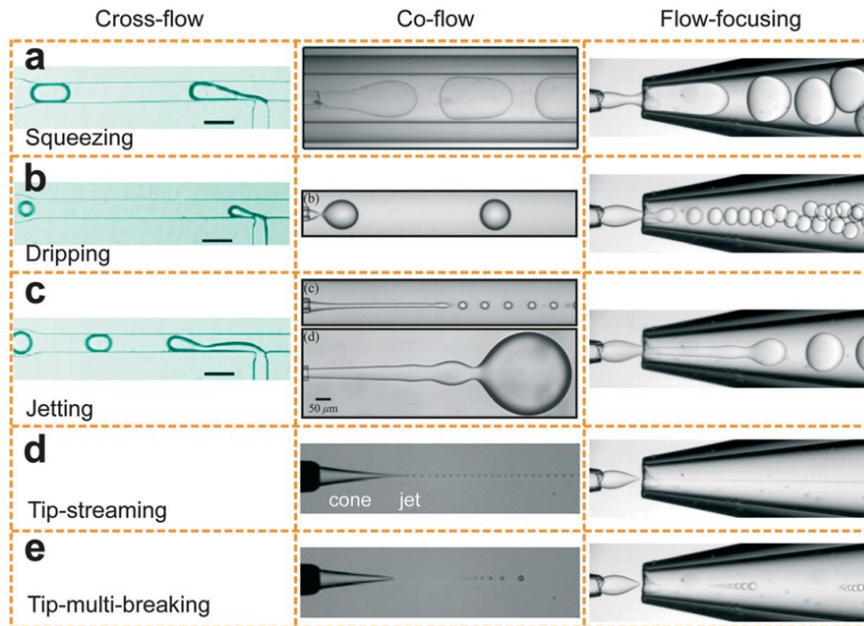 Cross-flow
Co-flow
Flow-focusing
a
Squeezing
b
(b)
Dripping
c
(c)
(d)
50 μm
Jetting
d
cone jet
Tip-streaming
e
Tip-multi-breaking